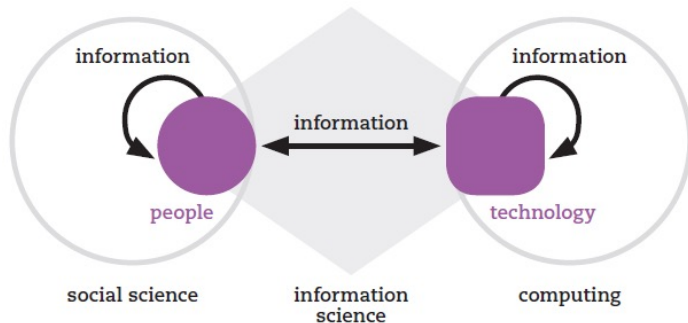 information
information
information
people
technology
social science
information
science
computing